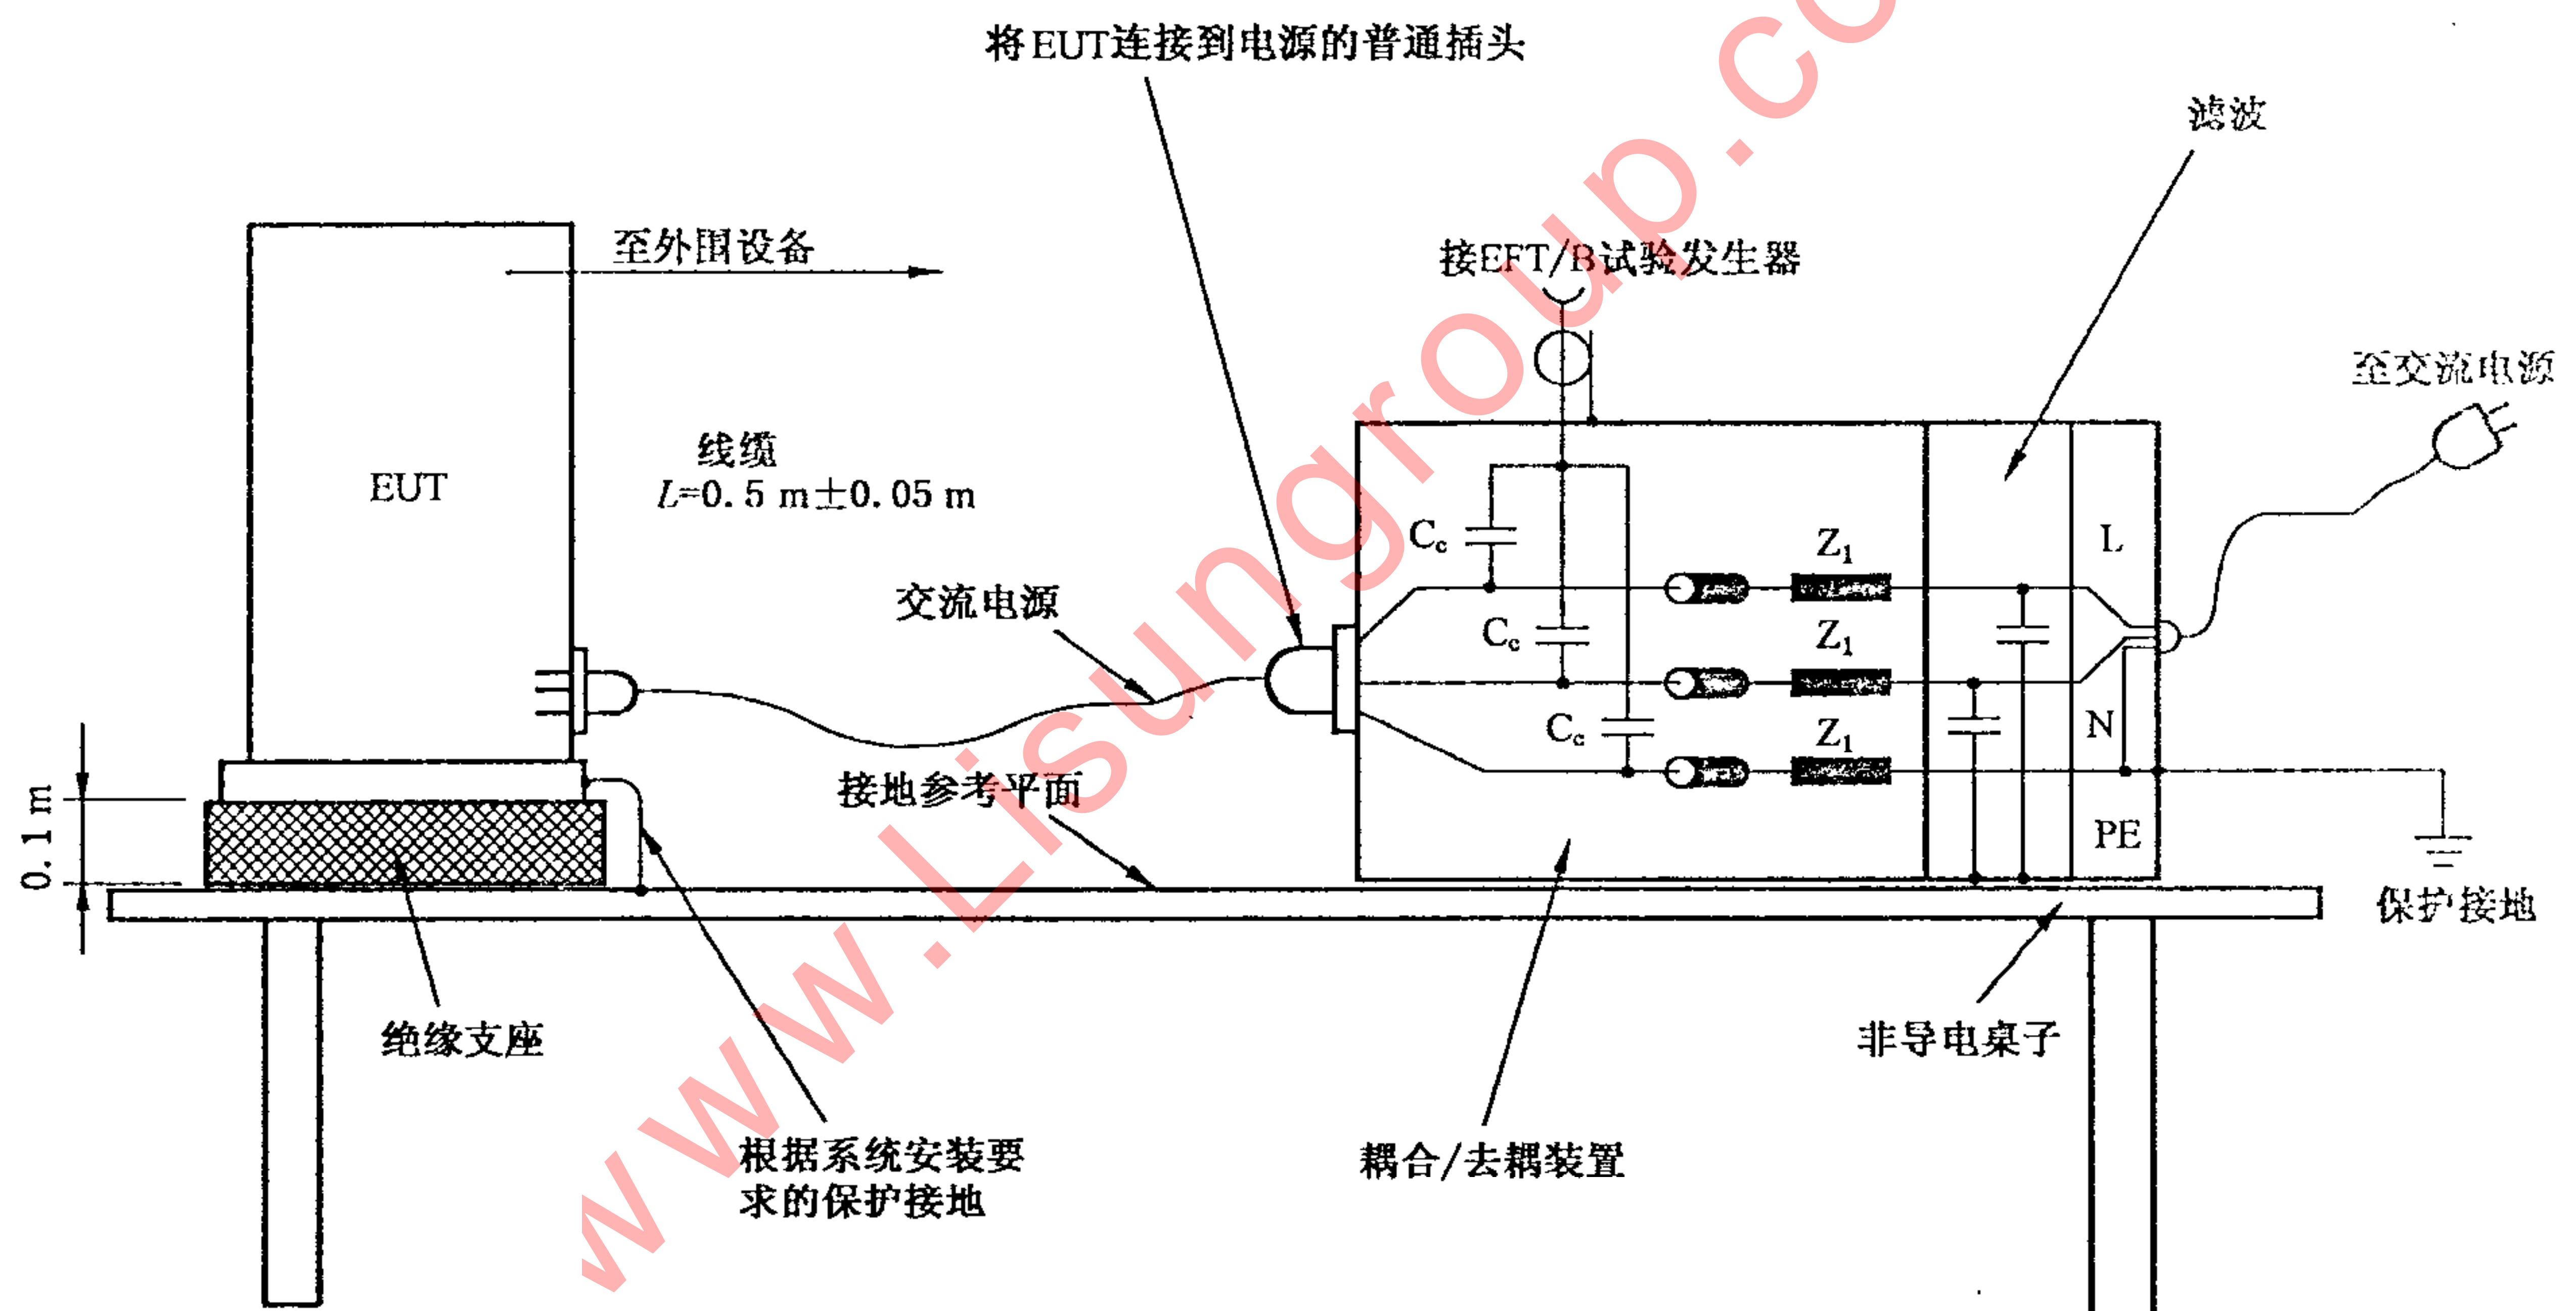 将EUT连接到电源的普通插头
滤波
至外围设备
接EFT/B试验发生器
至交流电源
线缆
L=0.5 m±0.05 m
EUT
Cc
Z1
L
交流电源
Cc
Z1
Cc
Z1
N
接地参考平面
0.1 m
PE
保护接地
绝缘支座
非导电桌子
根据系统安装要
求的保护接地
耦合/去耦装置
www.Lisungroup.co